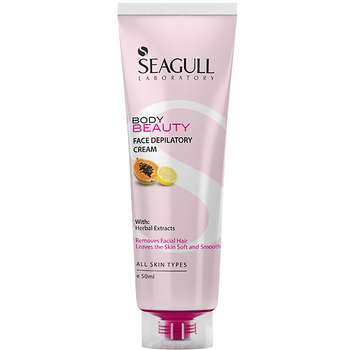 SEAGULL
LABORATORY
BODY
BEAUTY
FACE DEPILATORY
CREAM
With:
Herbal Extracts
Removes Facial Hair
Leaves the Skin Soft and Smooth
ALL SKIN TYPES
e 50ml